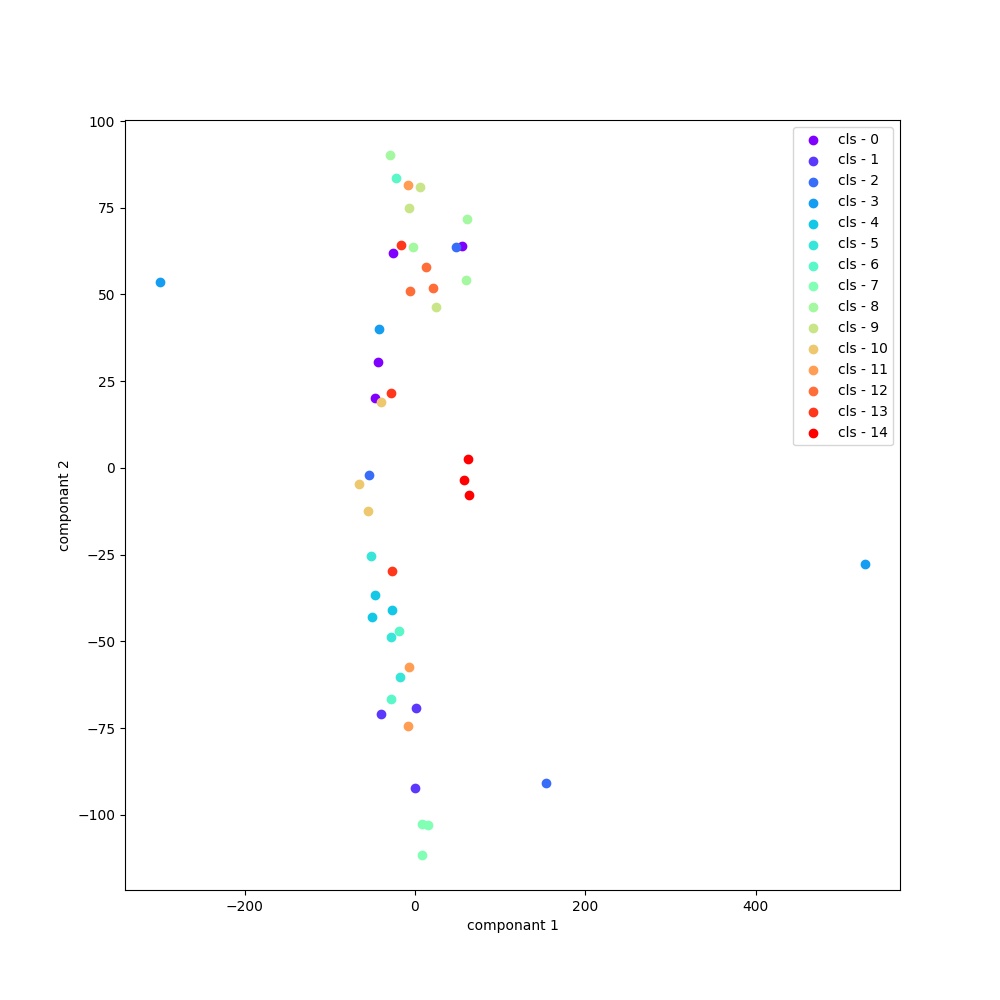 100
75
50
25
0
−25
−50
−75
−100
componant 2
−200
0
200
400
componant 1
cls - 0
cls - 1
cls - 2
cls - 3
cls - 4
cls - 5
cls - 6
cls - 7
cls - 8
cls - 9
cls - 10
cls - 11
cls - 12
cls - 13
cls - 14